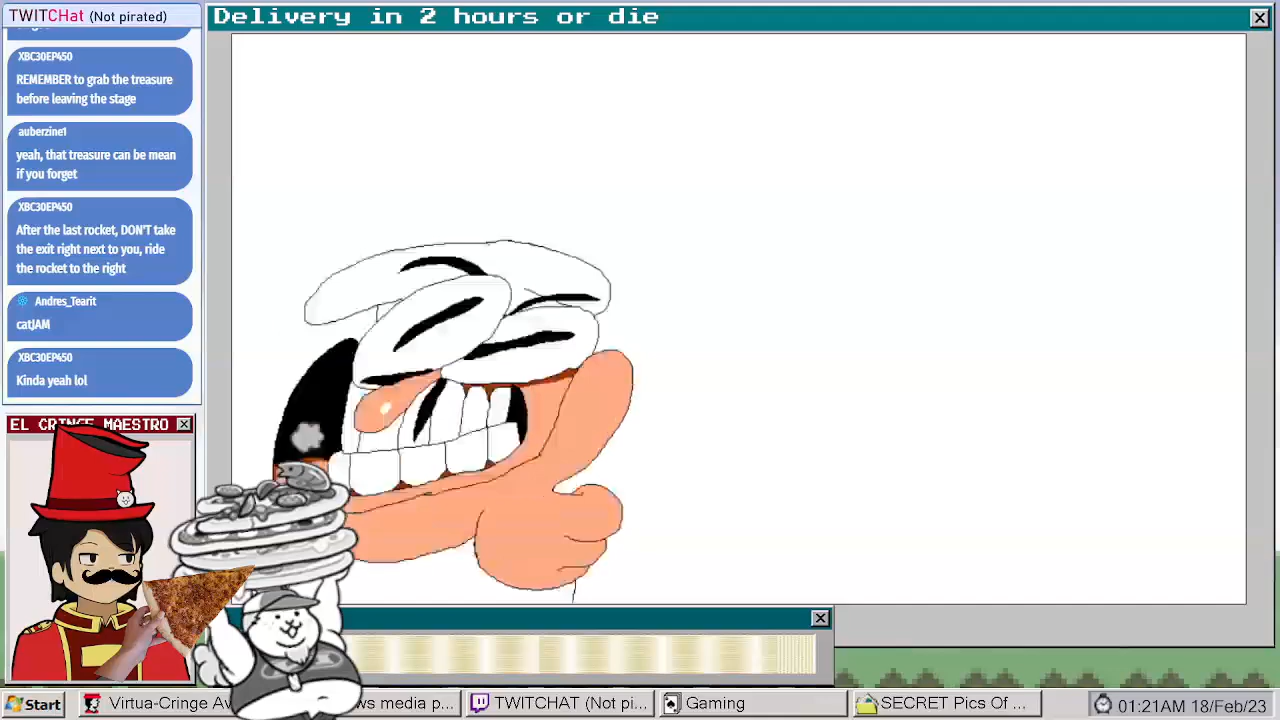 TWITCHat (Not pirated)
Delivery in 2 hours or die
XBC30EP450
REMEMBER to grab the treasure
before leaving the stage
auberzine1
yeah, that treasure can be mean
if you forget
XBC30EP450
After the last rocket, DON'T take
the exit right next to you, ride
the rocket to the right
Andres_Tearit
catJAM
XBC30EP450
Kinda yeah lol
EL CRINGE MAESTRO
Start
Virtua-Cringe Av
ws media p...
TWITCHAT (Not pi...
Gaming
SECRET Pics Of ...
01:21AM 18/Feb/23